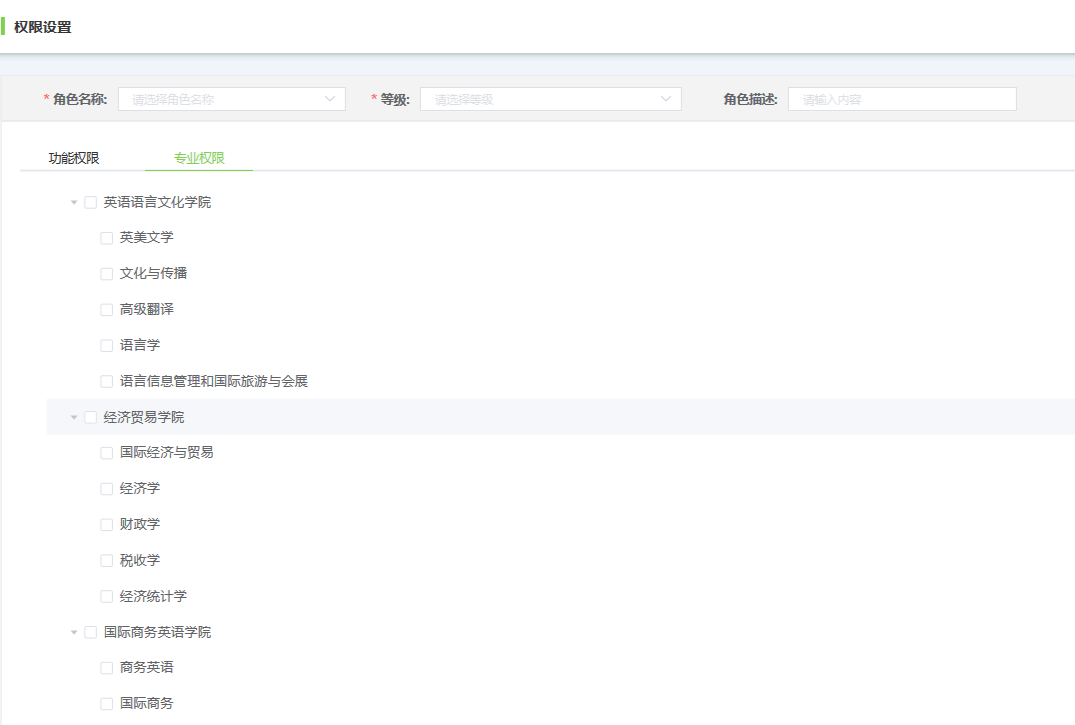 权限设置
* 角色名称: 请选择角色名称 * 等级: 请选择等级 角色描述: 请输入内容
功能权限 专业权限
英语语言文化学院
英美文学
文化与传播
高级翻译
语言学
语言信息管理和国际旅游与会展
经济贸易学院
国际经济与贸易
经济学
财政学
税收学
经济统计学
国际商务英语学院
商务英语
国际商务